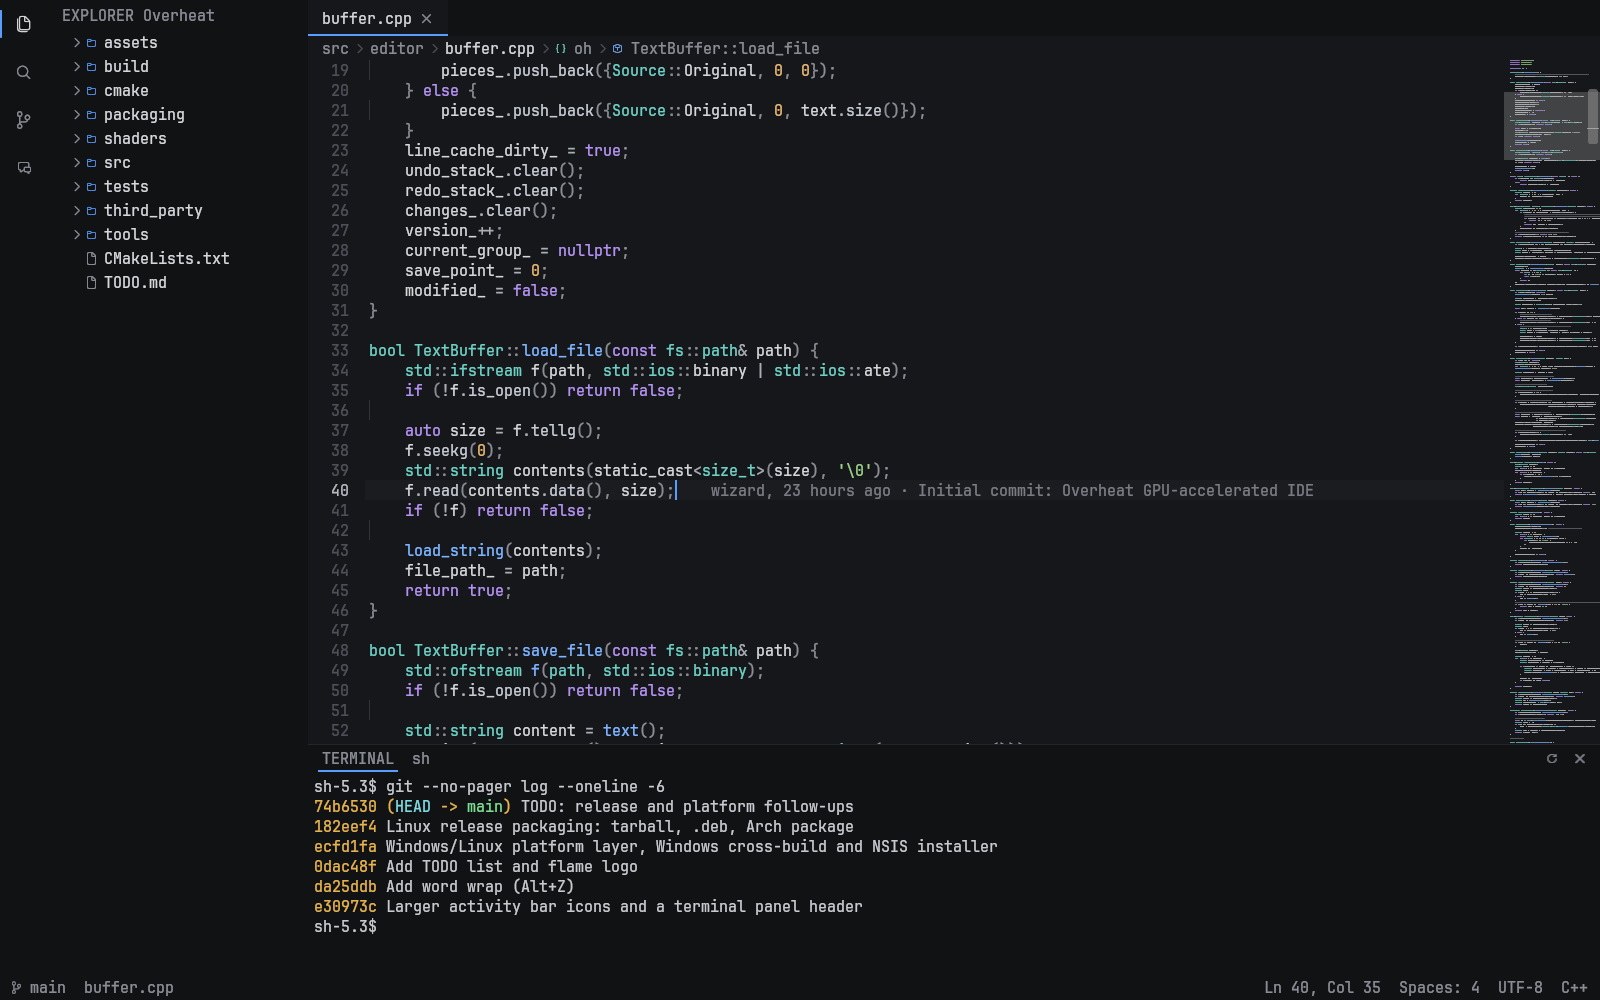 EXPLORER Overheat
assets
build
cmake
packaging
shaders
src
tests
third_party
tools
CMakeLists.txt
TODO.md
buffer.cpp
src > editor > buffer.cpp > {} oh > TextBuffer::load_file
19         pieces_.push_back({Source::Original, 0, 0});
20     } else {
21         pieces_.push_back({Source::Original, 0, text.size()});
22     }
23     line_cache_dirty_ = true;
24     undo_stack_.clear();
25     redo_stack_.clear();
26     changes_.clear();
27     version_++;
28     current_group_ = nullptr;
29     save_point_ = 0;
30     modified_ = false;
31 }
32
33 bool TextBuffer::load_file(const fs::path& path) {
34     std::ifstream f(path, std::ios::binary | std::ios::ate);
35     if (!f.is_open()) return false;
36
37     auto size = f.tellg();
38     f.seekg(0);
39     std::string contents(static_cast<size_t>(size), '\0');
40     f.read(contents.data(), size);    wizard, 23 hours ago · Initial commit: Overheat GPU-accelerated IDE
41     if (!f) return false;
42
43     load_string(contents);
44     file_path_ = path;
45     return true;
46 }
47
48 bool TextBuffer::save_file(const fs::path& path) {
49     std::ofstream f(path, std::ios::binary);
50     if (!f.is_open()) return false;
51
52     std::string content = text();
TERMINAL sh
sh-5.3$ git --no-pager log --oneline -6
74b6530 (HEAD -> main) TODO: release and platform follow-ups
182eef4 Linux release packaging: tarball, .deb, Arch package
ecfd1fa Windows/Linux platform layer, Windows cross-build and NSIS installer
0dac48f Add TODO list and flame logo
da25ddb Add word wrap (Alt+Z)
e30973c Larger activity bar icons and a terminal panel header
sh-5.3$
main buffer.cpp Ln 40, Col 35 Spaces: 4 UTF-8 C++